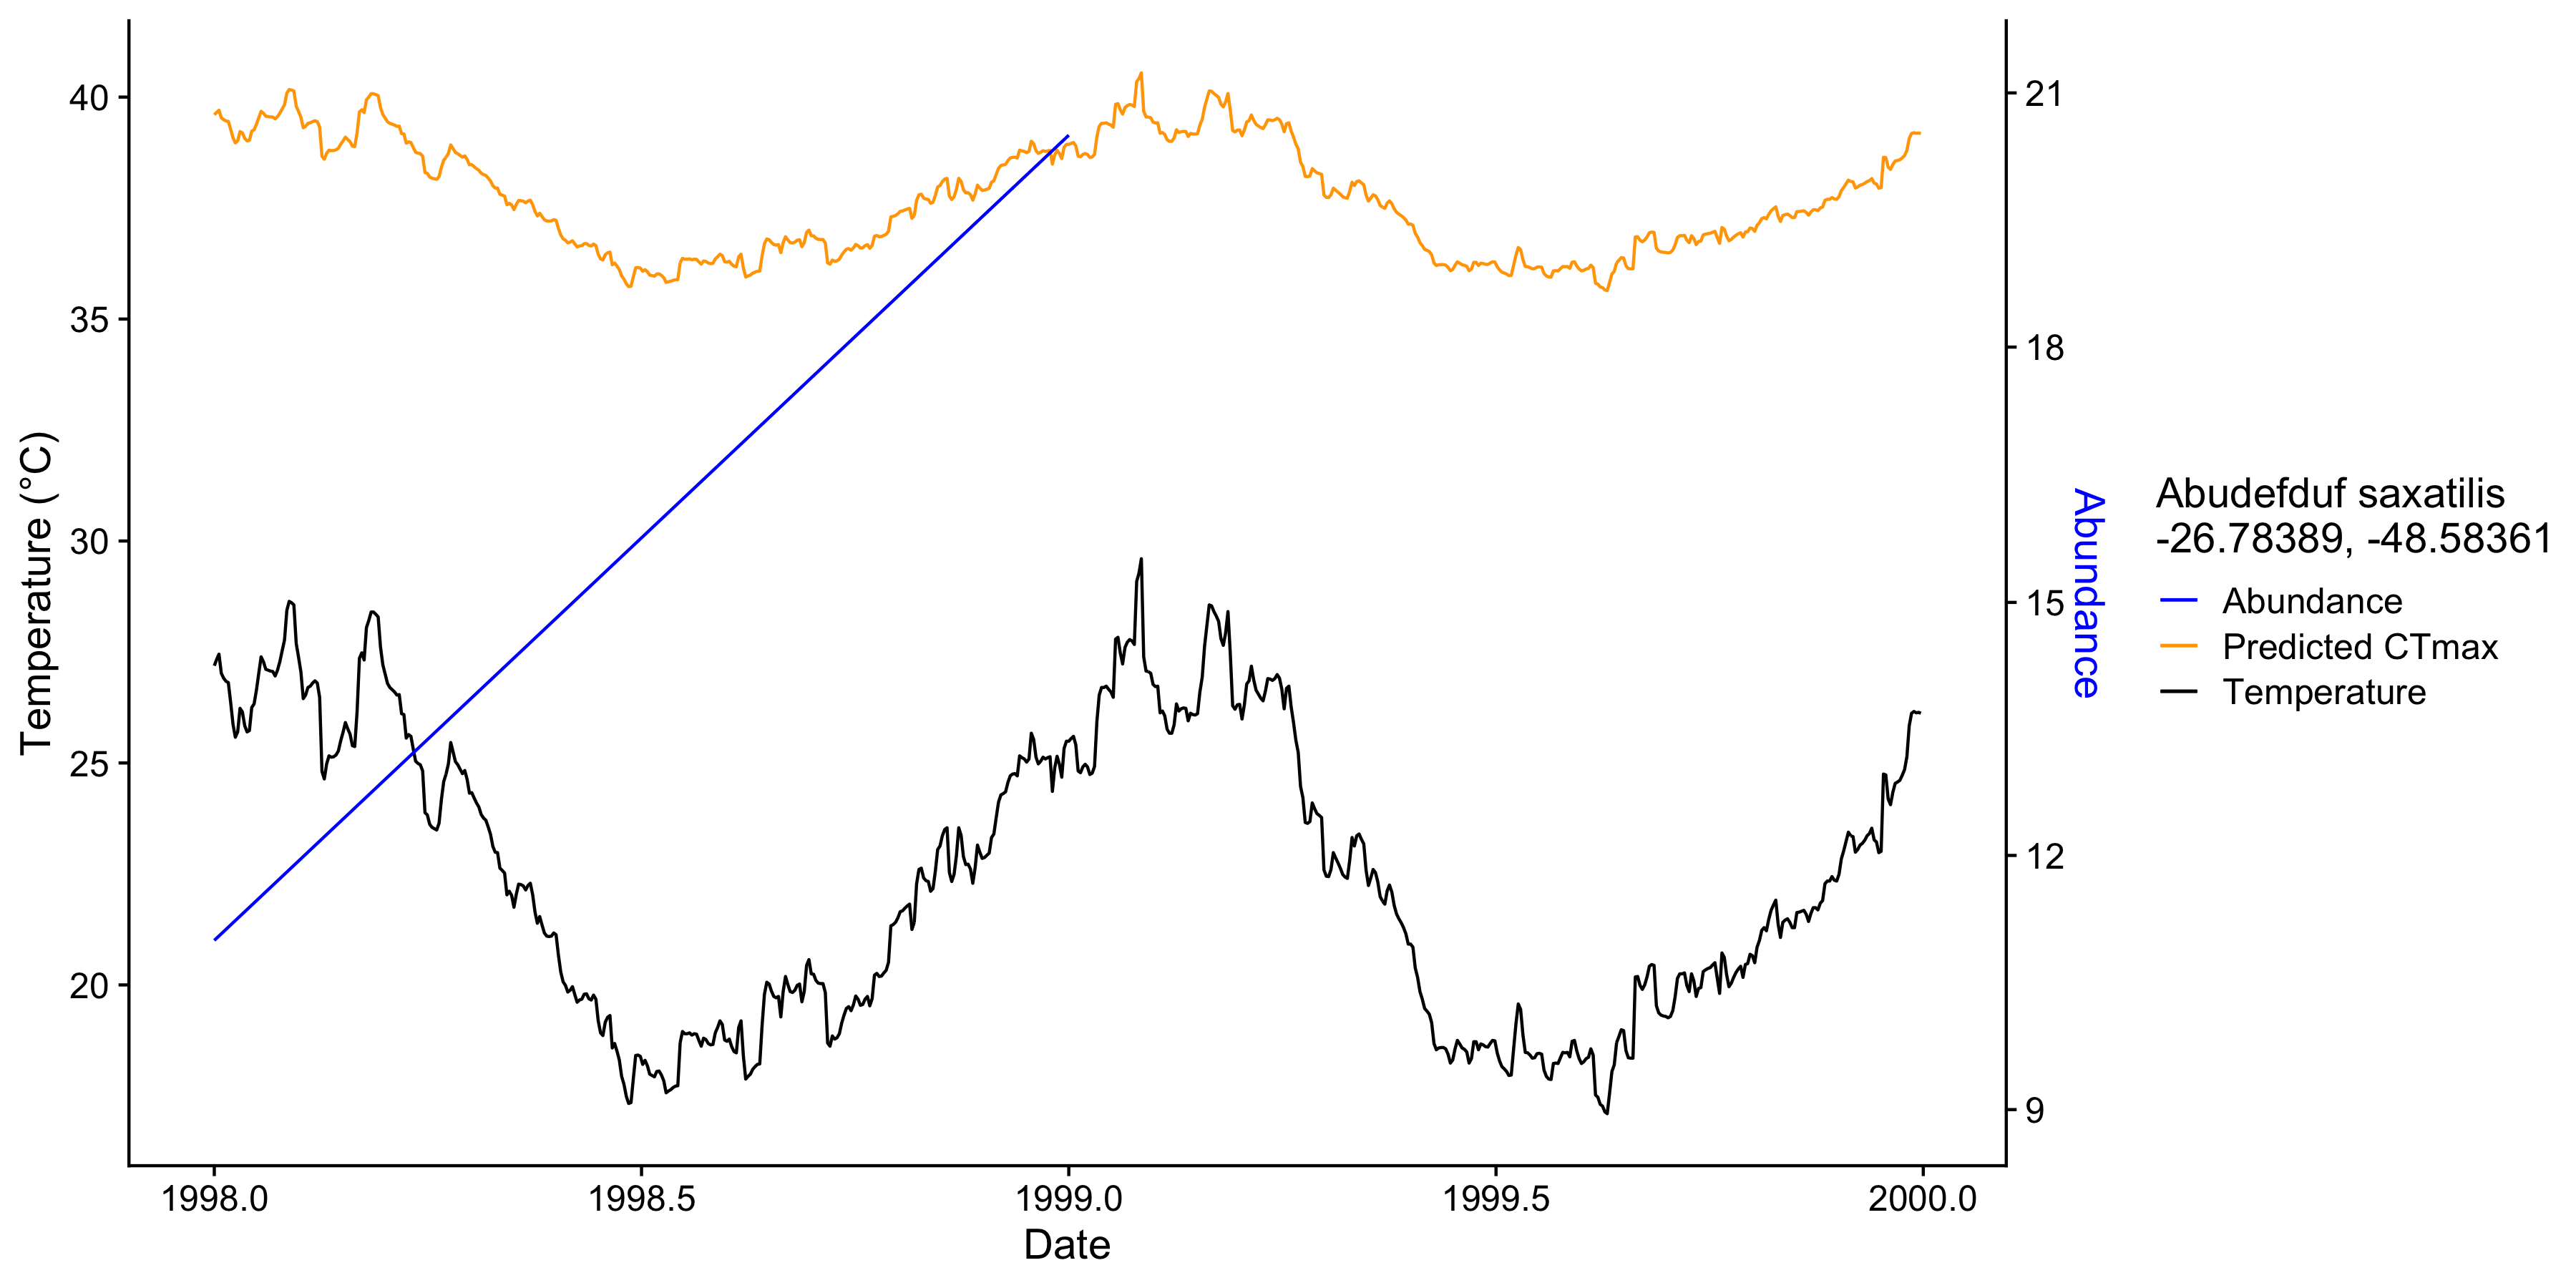 40
35
30
25
20
Temperature (°C)
21
18
15
12
9
Abundance
1998.0
1998.5
1999.0
1999.5
2000.0
Date
Abudefduf saxatilis
-26.78389, -48.58361
Abundance
Predicted CTmax
Temperature